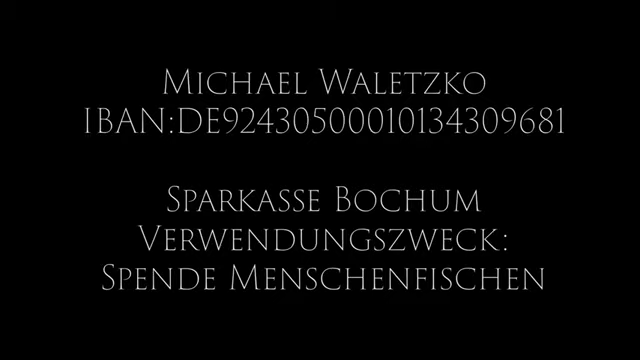 Michael Waletzko
IBAN:DE92430500010134309681
Sparkasse Bochum
Verwendungszweck:
Spende Menschenfischen